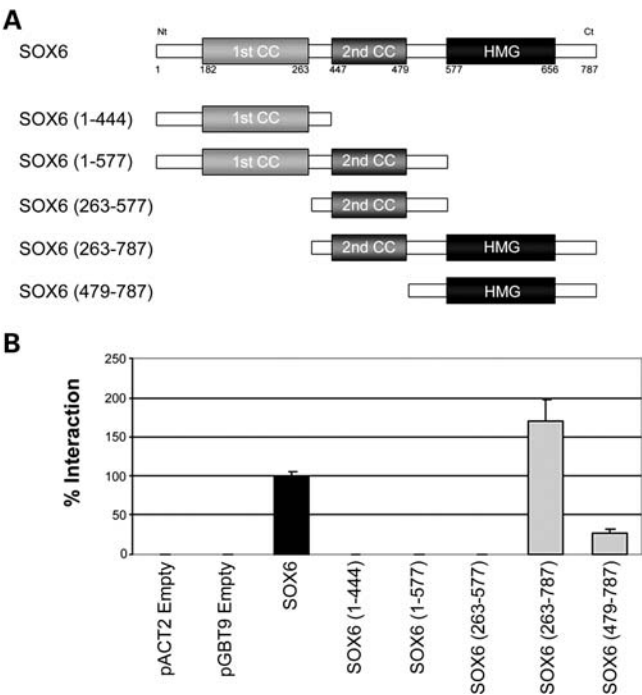 A
Nt
Ct
SOX6
1st CC
2nd CC
HMG
1 182 263 447 479 577 656 787
SOX6 (1-444)
1st CC
SOX6 (1-577)
1st CC
2nd CC
SOX6 (263-577)
2nd CC
SOX6 (263-787)
2nd CC
HMG
SOX6 (479-787)
HMG
B
% Interaction
250
200
150
100
50
0
pACT2 Empty
pGBT9 Empty
SOX6
SOX6 (1-444)
SOX6 (1-577)
SOX6 (263-577)
SOX6 (263-787)
SOX6 (479-787)